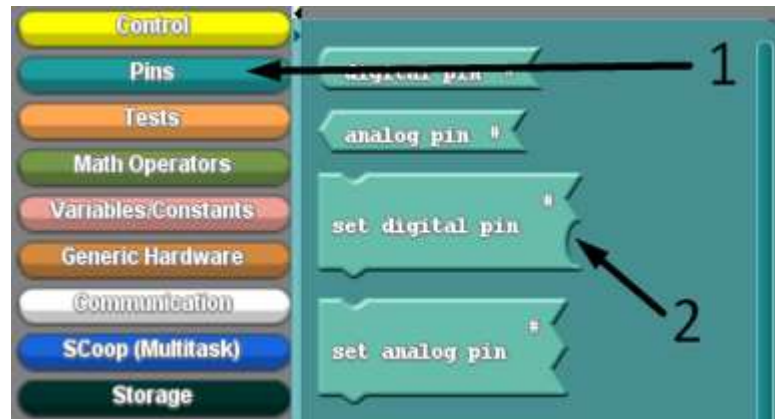 Control
Pins
Tests
Math Operators
Variables/Constants
Generic Hardware
Communication
SCoop (Multitask)
Storage
digital pin #
1
analog pin #
set digital pin #
2
set analog pin #